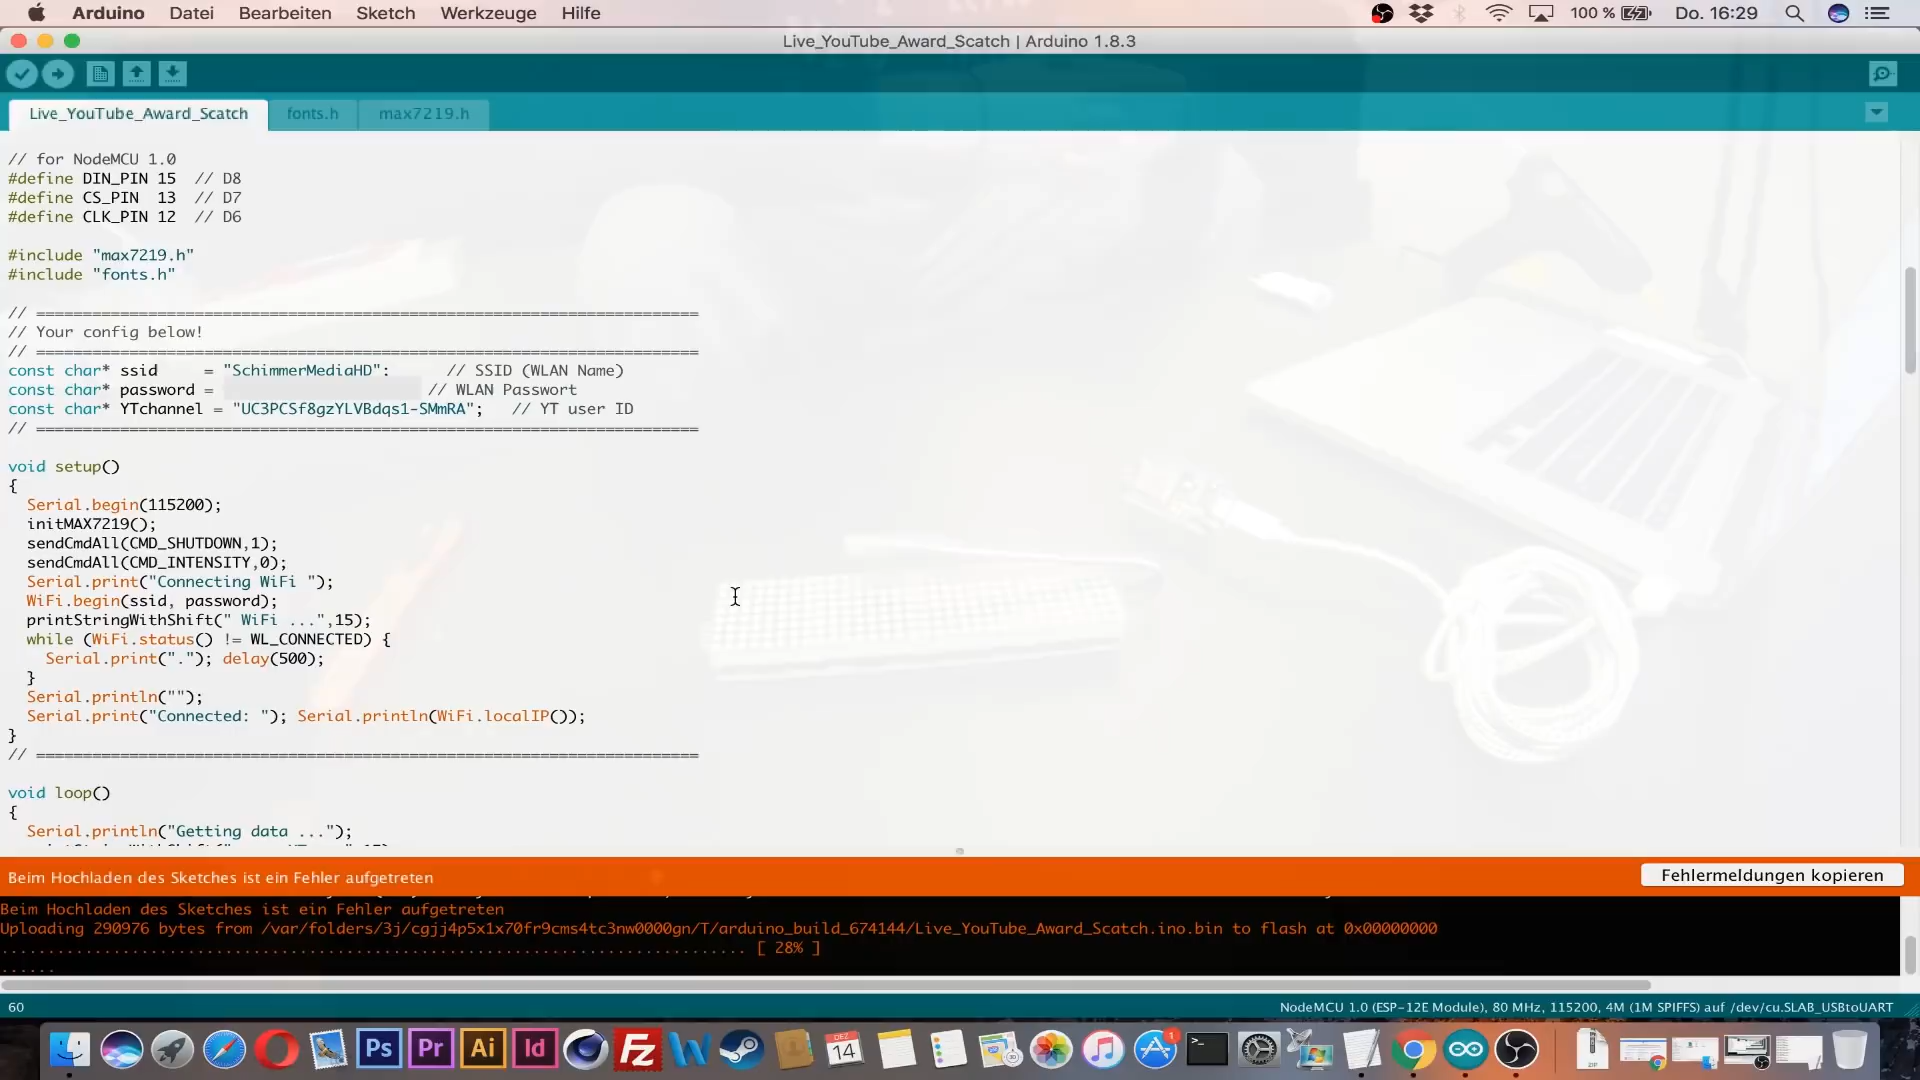 Arduino Datei Bearbeiten Sketch Werkzeuge Hilfe 100 % Do. 16:29
Live_YouTube_Award_Scatch | Arduino 1.8.3
Live_YouTube_Award_Scatch fonts.h max7219.h
// for NodeMCU 1.0
#define DIN_PIN 15 // D8
#define CS_PIN 13 // D7
#define CLK_PIN 12 // D6
#include "max7219.h"
#include "fonts.h"
// =======================================================================
// Your config below!
// =======================================================================
const char* ssid = "SchimmerMediaHD"; // SSID (WLAN Name)
const char* password = // WLAN Passwort
const char* YTchannel = "UC3PCSf8gzYLVBdqs1-SMmRA"; // YT user ID
// =======================================================================
void setup()
{
Serial.begin(115200);
initMAX7219();
sendCmdAll(CMD_SHUTDOWN,1);
sendCmdAll(CMD_INTENSITY,0);
Serial.print("Connecting WiFi ");
WiFi.begin(ssid, password);
printStringWithShift(" WiFi ...",15);
while (WiFi.status() != WL_CONNECTED) {
Serial.print("."); delay(500);
}
Serial.println("");
Serial.print("Connected: "); Serial.println(WiFi.localIP());
}
// =======================================================================
void loop()
{
Serial.println("Getting data ...");
Beim Hochladen des Sketches ist ein Fehler aufgetreten Fehlermeldungen kopieren
Beim Hochladen des Sketches ist ein Fehler aufgetreten
Uploading 290976 bytes from /var/folders/3j/cgjj4p5x1x70fr9cms4tc3nw0000gn/T/arduino_build_674144/Live_YouTube_Award_Scatch.ino.bin to flash at 0x00000000
................................................................................ [ 28% ]
......
60 NodeMCU 1.0 (ESP-12E Module), 80 MHz, 115200, 4M (1M SPIFFS) auf /dev/cu.SLAB_USBtoUART
Ps Pr Ai Id Fz W DEZ 14 1